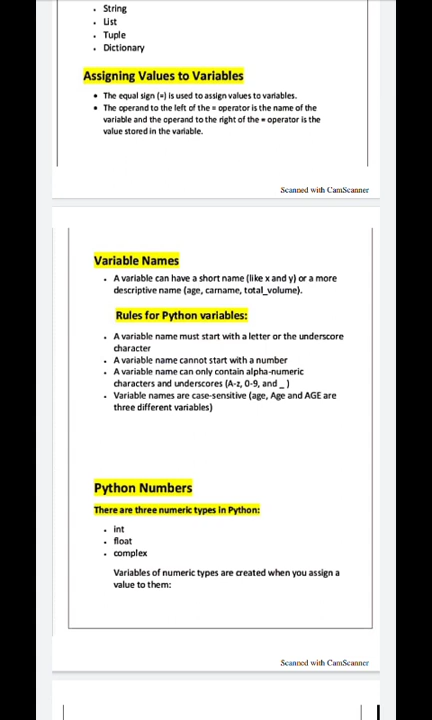 • String
• List
• Tuple
• Dictionary
Assigning Values to Variables
• The equal sign (=) is used to assign values to variables.
• The operand to the left of the = operator is the name of the
variable and the operand to the right of the = operator is the
value stored in the variable.
Scanned with CamScanner
Variable Names
• A variable can have a short name (like x and y) or a more
descriptive name (age, carname, total_volume).
Rules for Python variables:
• A variable name must start with a letter or the underscore
character
• A variable name cannot start with a number
• A variable name can only contain alpha-numeric
characters and underscores (A-z, 0-9, and _ )
• Variable names are case-sensitive (age, Age and AGE are
three different variables)
Python Numbers
There are three numeric types in Python:
• int
• float
• complex
Variables of numeric types are created when you assign a
value to them:
Scanned with CamScanner